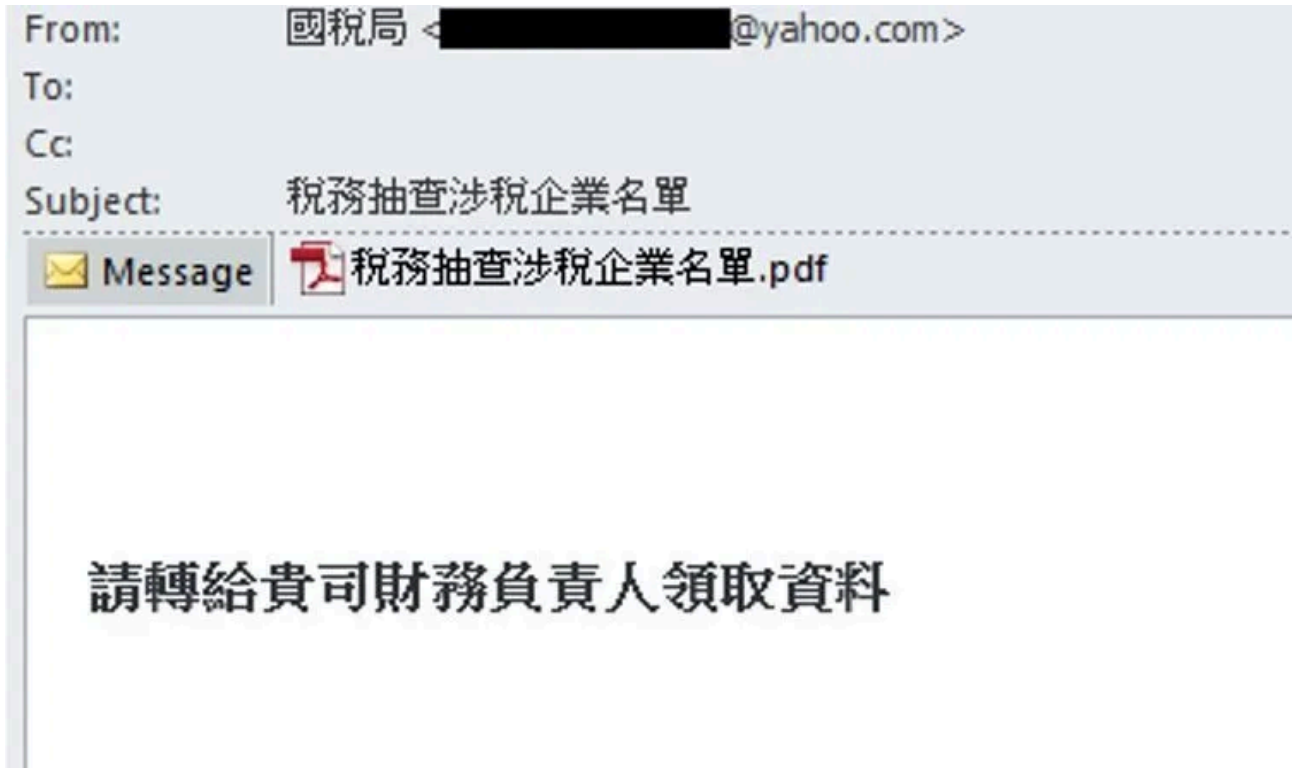 From: 國稅局 < @yahoo.com>
To:
Cc:
Subject: 稅務抽查涉稅企業名單
Message 稅務抽查涉稅企業名單.pdf
請轉給貴司財務負責人領取資料